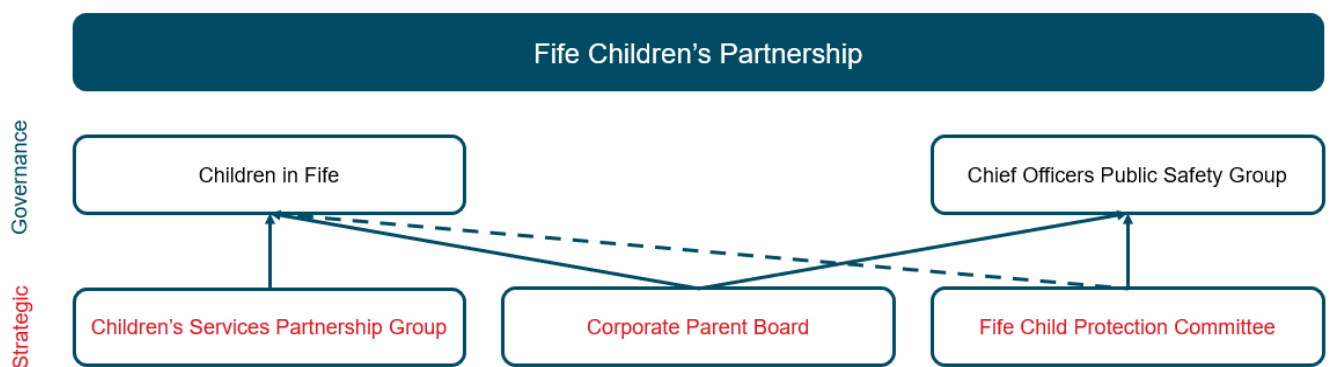 Fife Children’s Partnership
Governance
Children in Fife
Chief Officers Public Safety Group
Strategic
Children’s Services Partnership Group
Corporate Parent Board
Fife Child Protection Committee